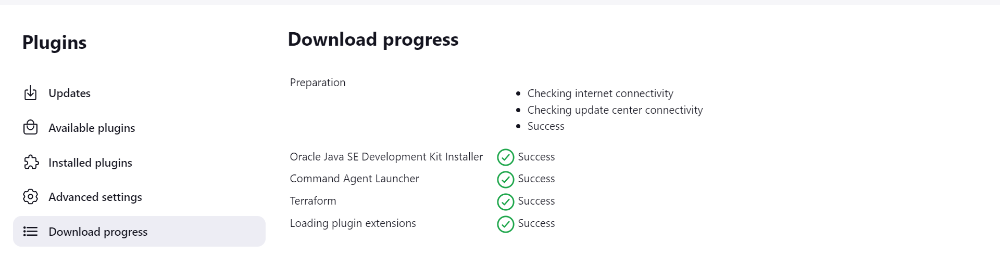 Plugins
Updates
Available plugins
Installed plugins
Advanced settings
Download progress
Download progress
Preparation
Checking internet connectivity
Checking update center connectivity
Success
Oracle Java SE Development Kit Installer Success
Command Agent Launcher Success
Terraform Success
Loading plugin extensions Success